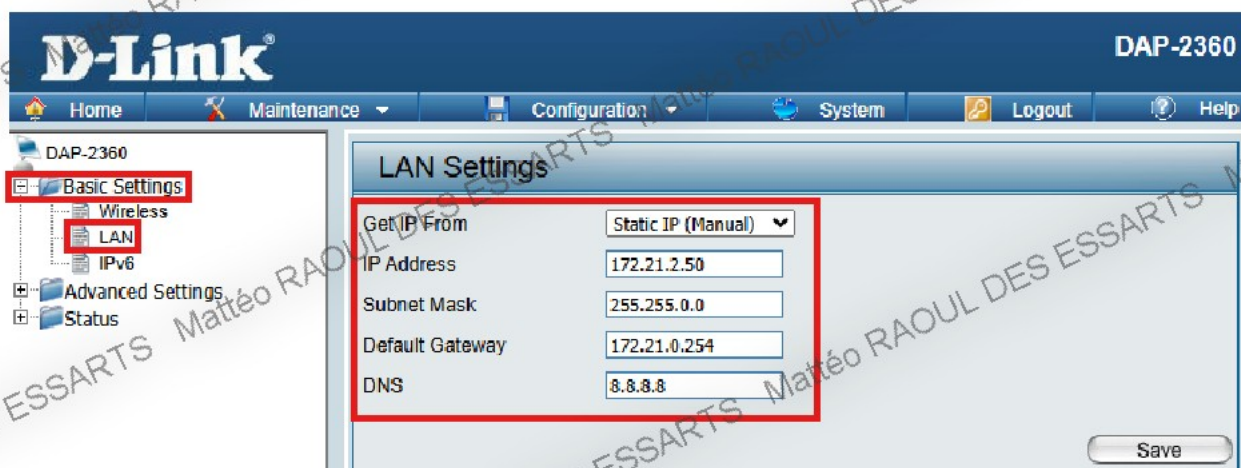 D-Link®
DAP-2360
Home Maintenance Configuration System Logout Help
DAP-2360
Basic Settings
Wireless
LAN
IPv6
Advanced Settings
Status
LAN Settings
Get IP From Static IP (Manual)
IP Address 172.21.2.50
Subnet Mask 255.255.0.0
Default Gateway 172.21.0.254
DNS 8.8.8.8
Save
Mattéo RAOUL DES ESSARTS